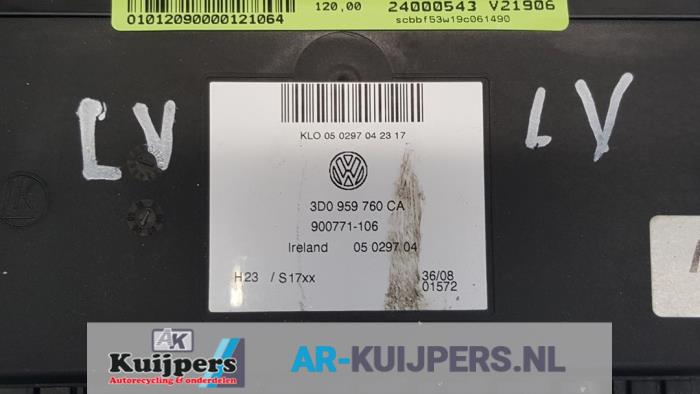 120,00
24000543 V21906
01012090000121064
scbbf53w19c061490
LV
LV
KLO 05 0297 04 23 17
3D0 959 760 CA
900771-106
Ireland 05 0297 04
H23 / S17xx
36/08
01572
AK
Kuijpers
Autorecycling & onderdelen
AR-KUIJPERS.NL